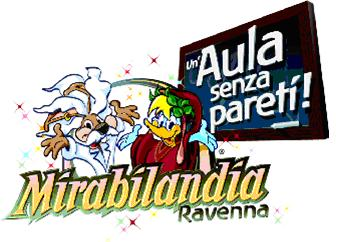 Un'
Aula
senza
pareti!
Mirabilandia
®
Ravenna